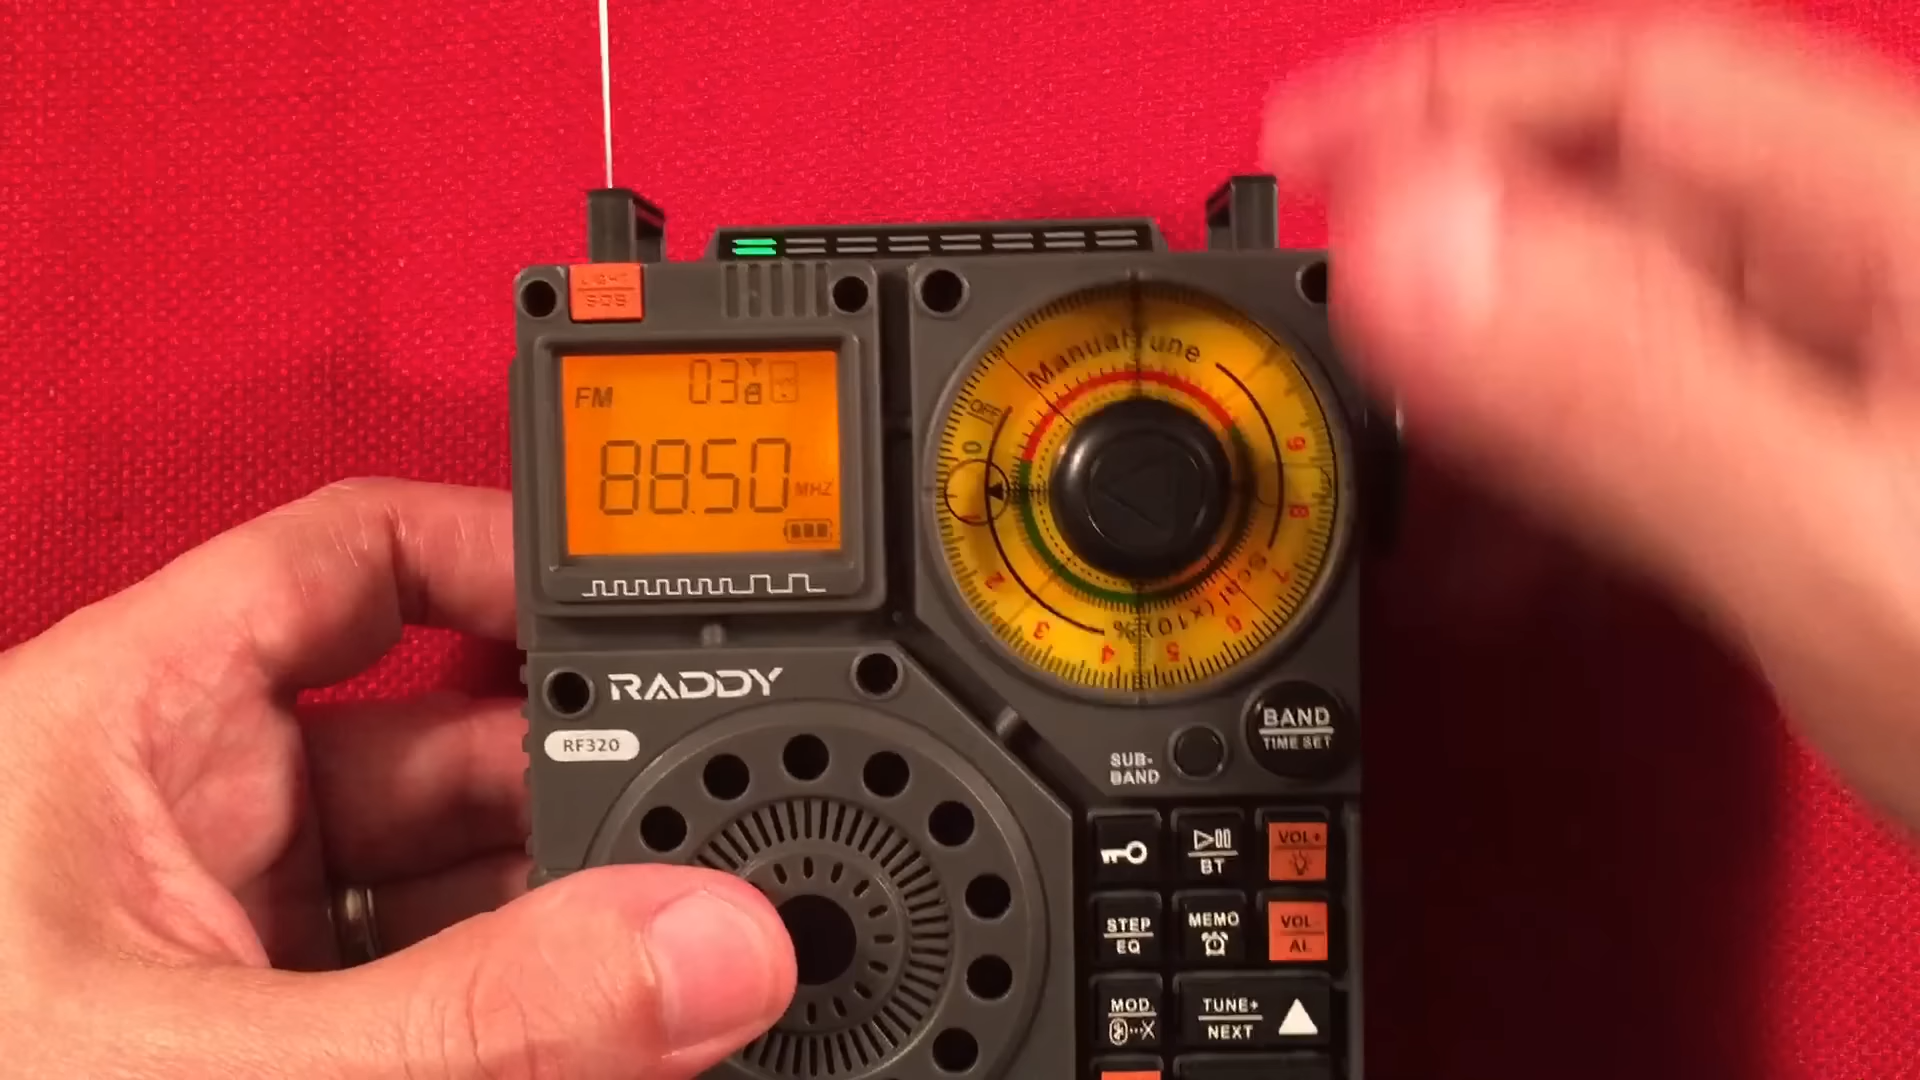 LIGHT
SOS
FM
03
88.50 MHZ
Manual Tune
OFF
0
1
2
3
4
5
6
7
8
9
% (x10)
RADDY
RF320
BAND
TIME SET
SUB-
BAND
BT
VOL+
STEP
EQ
MEMO
VOL-
AL
MOD.
TUNE+
NEXT